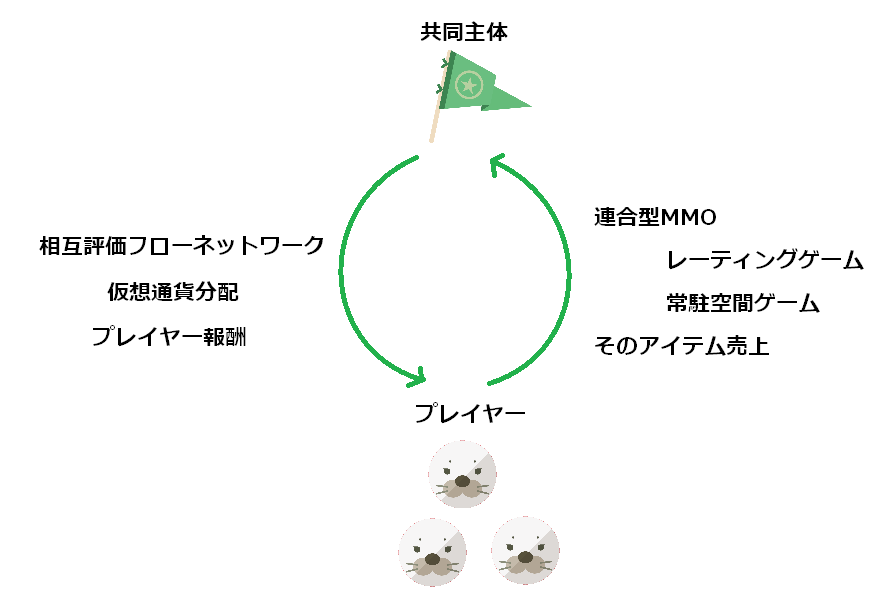 共同主体
相互評価フローネットワーク
仮想通貨分配
プレイヤー報酬
連合型MMO
レーティングゲーム
常駐空間ゲーム
そのアイテム売上
プレイヤー